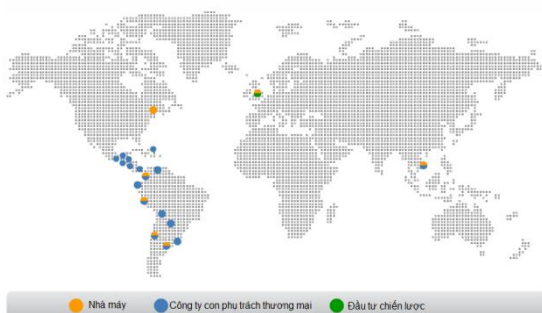 Nhà máy
Công ty con phụ trách thương mại
Đầu tư chiến lược